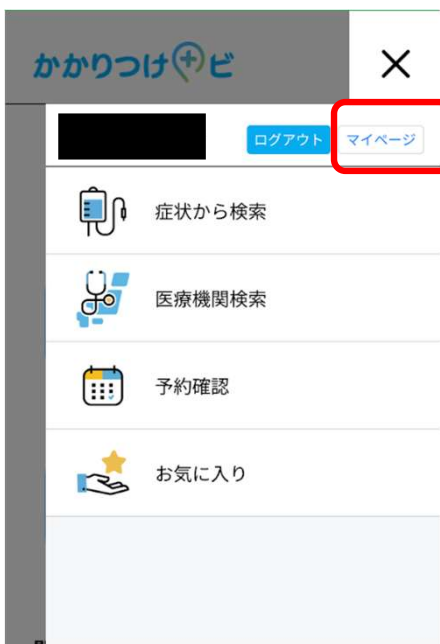 かかりつけナビ
ログアウト マイページ
症状から検索
医療機関検索
予約確認
お気に入り